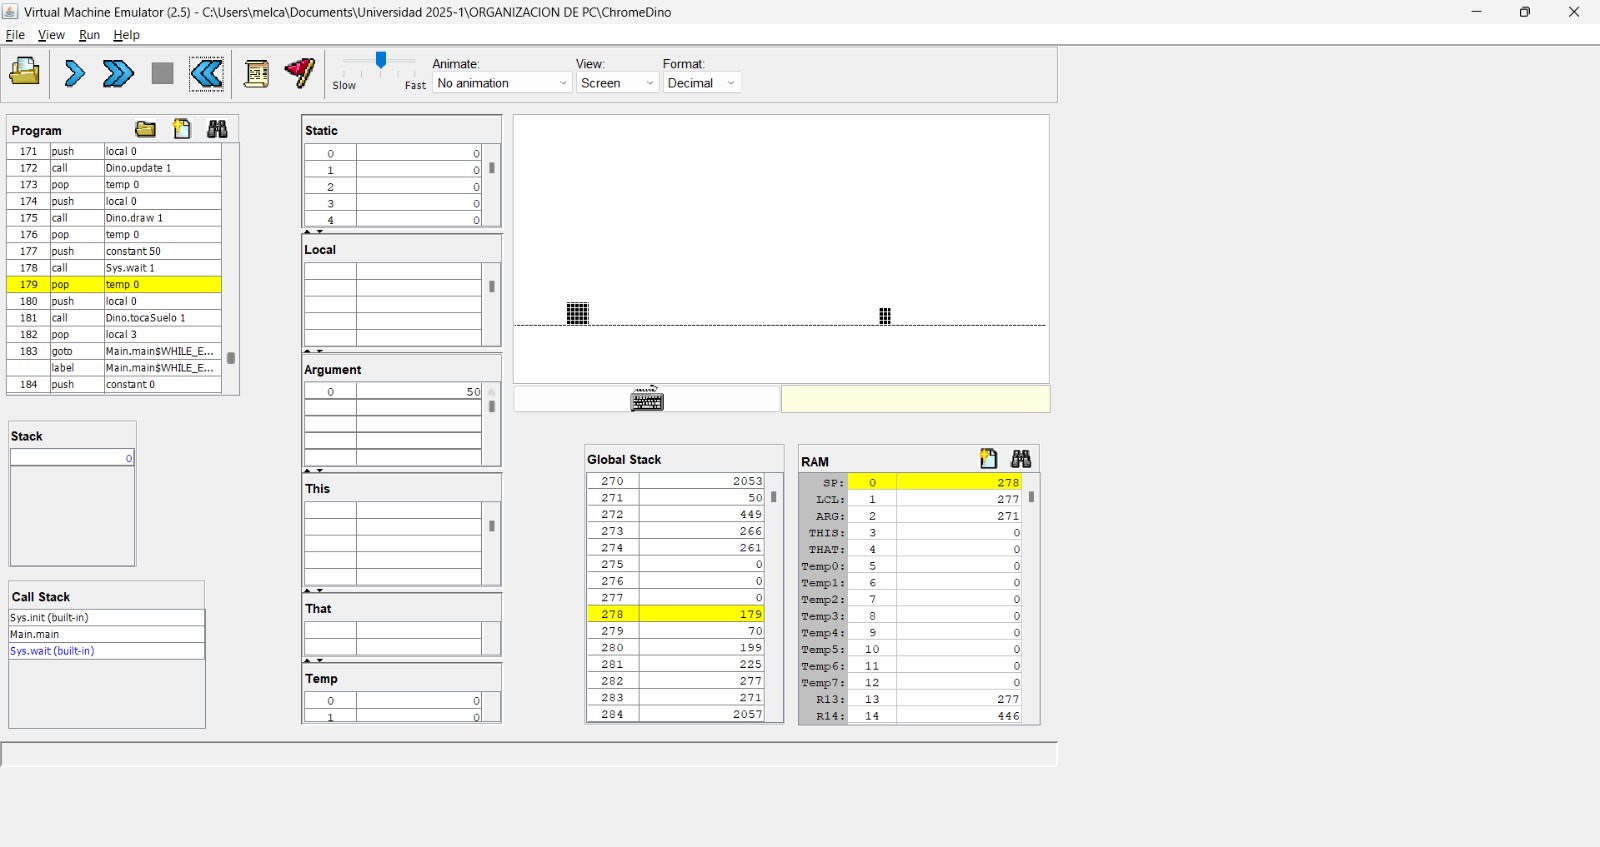 Virtual Machine Emulator (2.5) - C:\Users\melca\Documents\Universidad 2025-1\ORGANIZACION DE PC\ChromeDino
File View Run Help
Slow Fast
Animate: View: Format:
No animation Screen Decimal
Program
171 push local 0
172 call Dino.update 1
173 pop temp 0
174 push local 0
175 call Dino.draw 1
176 pop temp 0
177 push constant 50
178 call Sys.wait 1
179 pop temp 0
180 push local 0
181 call Dino.tocaSuelo 1
182 pop local 3
183 goto Main.main$WHILE_E...
label Main.main$WHILE_E...
184 push constant 0
Stack
0
Call Stack
Sys.init (built-in)
Main.main
Sys.wait (built-in)
Static
0 0
1 0
2 0
3 0
4 0
Local
Argument
0 50
This
That
Temp
0 0
1 0
Global Stack
270 2053
271 50
272 449
273 266
274 261
275 0
276 0
277 0
278 179
279 70
280 199
281 225
282 277
283 271
284 2057
RAM
SP: 0 278
LCL: 1 277
ARG: 2 271
THIS: 3 0
THAT: 4 0
Temp0: 5 0
Temp1: 6 0
Temp2: 7 0
Temp3: 8 0
Temp4: 9 0
Temp5: 10 0
Temp6: 11 0
Temp7: 12 0
R13: 13 277
R14: 14 446